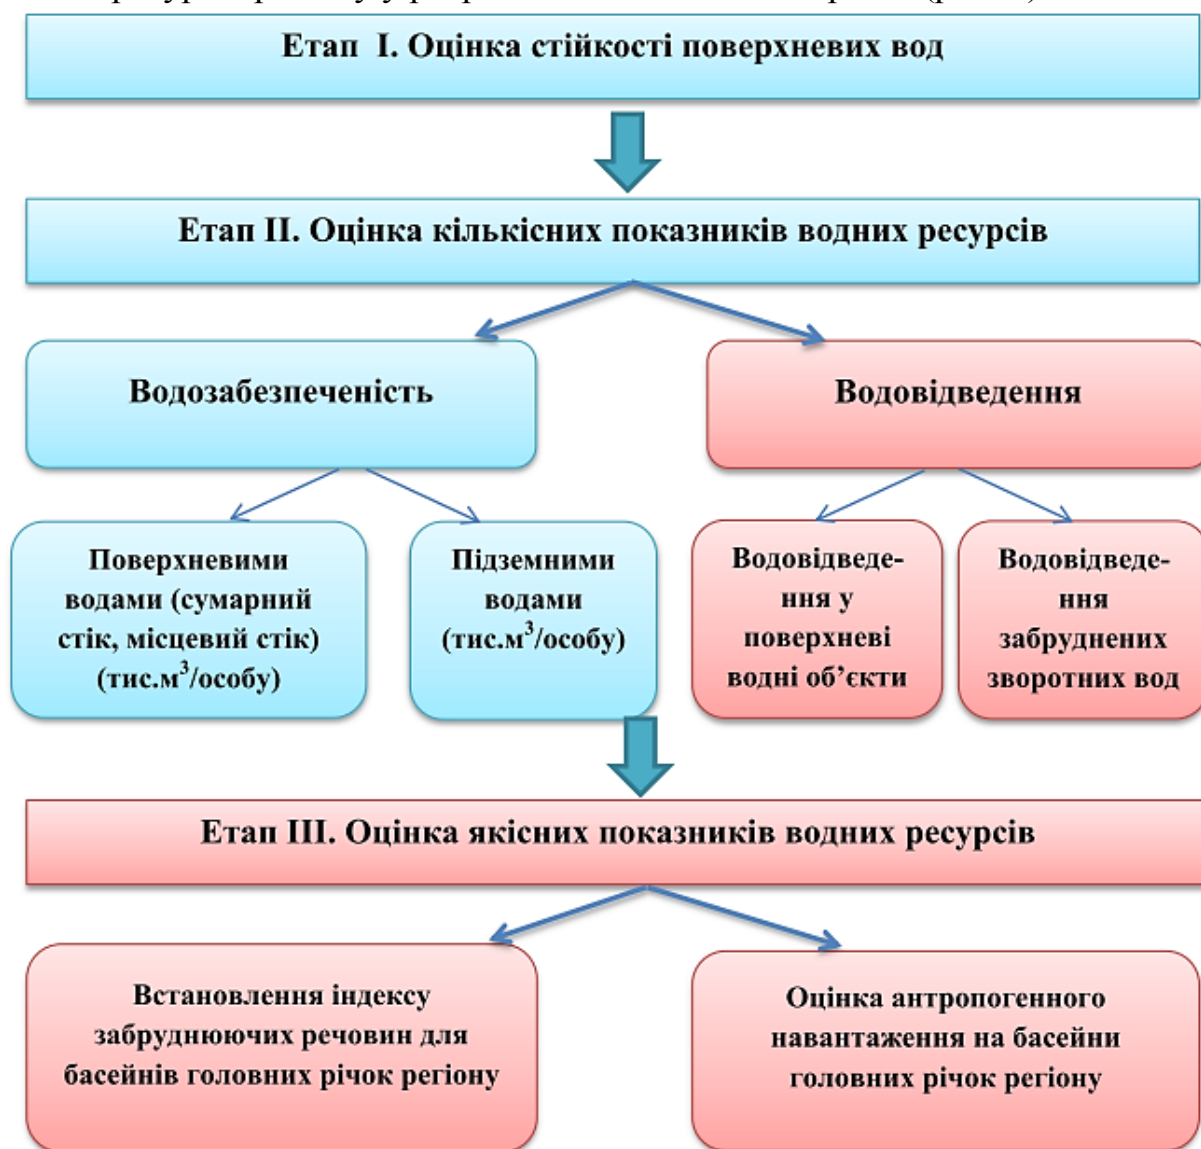 Етап I. Оцінка стійкості поверхневих вод
Етап II. Оцінка кількісних показників водних ресурсів
Водозабезпеченість
Водовідведення
Поверхневими
водами (сумарний
стік, місцевий стік)
(тис.м³/особу)
Підземними
водами
(тис.м³/особу)
Водовідведе-
ння у
поверхневі
водні об’єкти
Водовідведе-
ння
забруднених
зворотних вод
Етап III. Оцінка якісних показників водних ресурсів
Встановлення індексу
забруднюючих речовин для
басейнів головних річок регіону
Оцінка антропогенного
навантаження на басейни
головних річок регіону